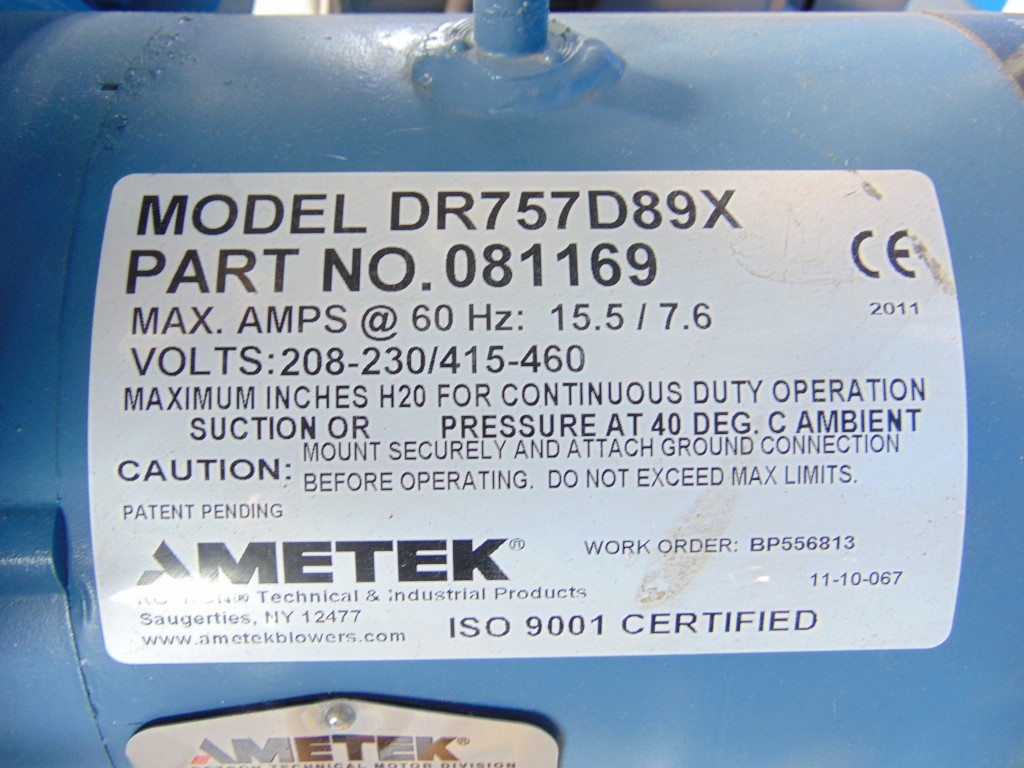 MODEL DR757D89X
PART NO. 081169
CE
2011
MAX. AMPS @ 60 Hz: 15.5 / 7.6
VOLTS: 208-230/415-460
MAXIMUM INCHES H20 FOR CONTINUOUS DUTY OPERATION
SUCTION OR PRESSURE AT 40 DEG. C AMBIENT
CAUTION: MOUNT SECURELY AND ATTACH GROUND CONNECTION
BEFORE OPERATING. DO NOT EXCEED MAX LIMITS.
PATENT PENDING
AMETEK®
WORK ORDER: BP556813
11-10-067
Technical & Industrial Products
Saugerties, NY 12477
www.ametekblowers.com
ISO 9001 CERTIFIED
AMETEK®
TECHNICAL MOTOR DIVISION